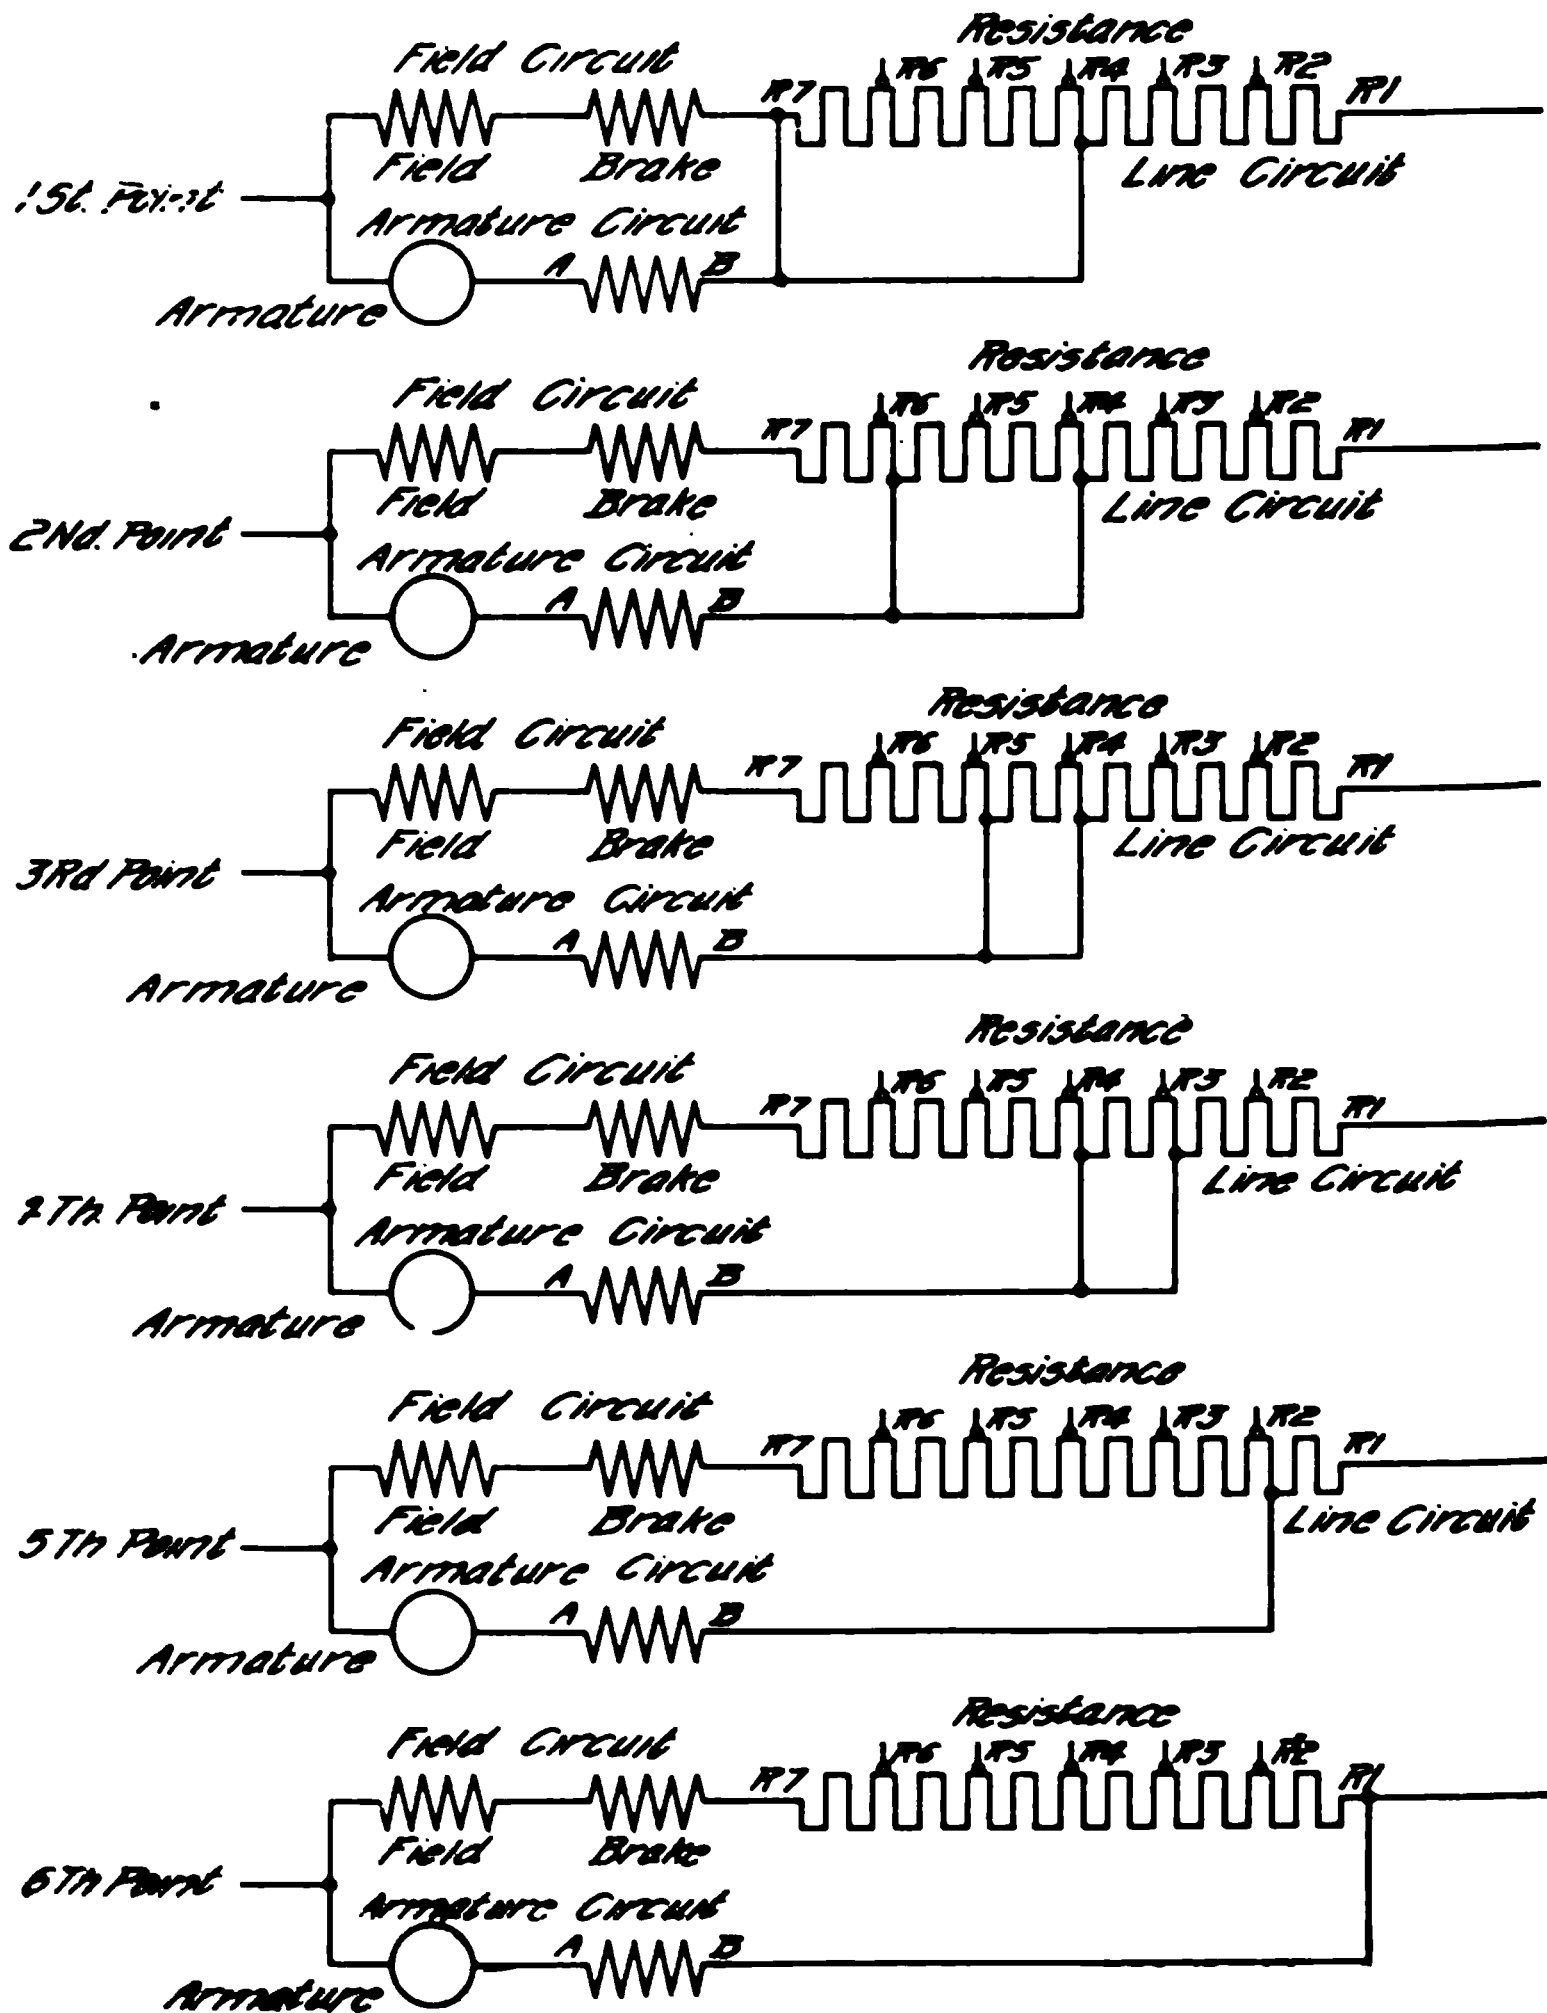 Resistance
Field Circuit
R7 R6 R5 R4 R3 R2 R1
Field Brake Line Circuit
1St. Point
Armature Circuit
A B
Armature
Resistance
Field Circuit
R7 R6 R5 R4 R3 R2 R1
Field Brake Line Circuit
2Nd. Point
Armature Circuit
A B
Armature
Resistance
Field Circuit
R7 R6 R5 R4 R3 R2 R1
Field Brake Line Circuit
3Rd Point
Armature Circuit
A B
Armature
Resistance
Field Circuit
R7 R6 R5 R4 R3 R2 R1
Field Brake Line Circuit
4Th. Point
Armature Circuit
A B
Armature
Resistance
Field Circuit
R7 R6 R5 R4 R3 R2 R1
Field Brake Line Circuit
5Th Point
Armature Circuit
A B
Armature
Resistance
Field Circuit
R7 R6 R5 R4 R3 R2 R1
Field Brake
6Th Point
Armature Circuit
A B
Armature